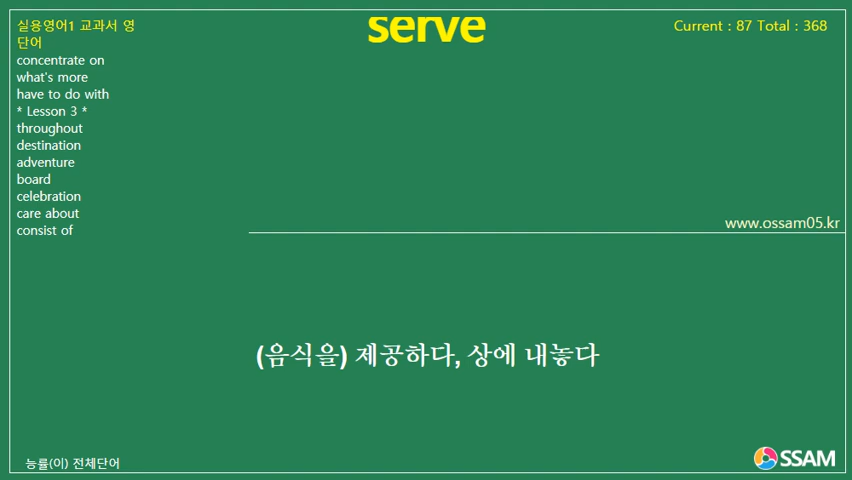 실용영어1 교과서 영
단어
concentrate on
what's more
have to do with
* Lesson 3 *
throughout
destination
adventure
board
celebration
care about
consist of
serve
Current : 87 Total : 368
www.ossam05.kr
(음식을) 제공하다, 상에 내놓다
능률(이) 전체단어
OSSAM